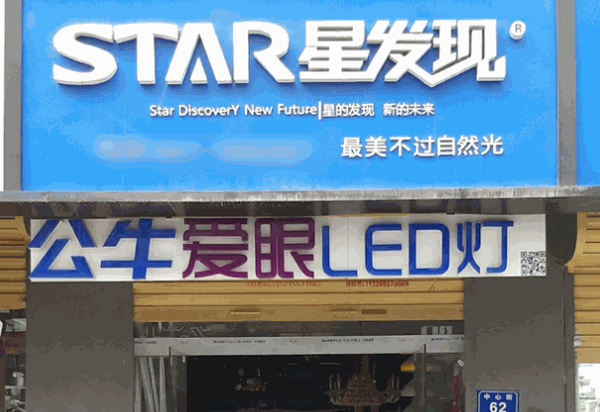 STAR星发现®
Star DiscoverY New Future|星的发现 新的未来
最美不过自然光
公牛爱眼LED灯
中心街
62